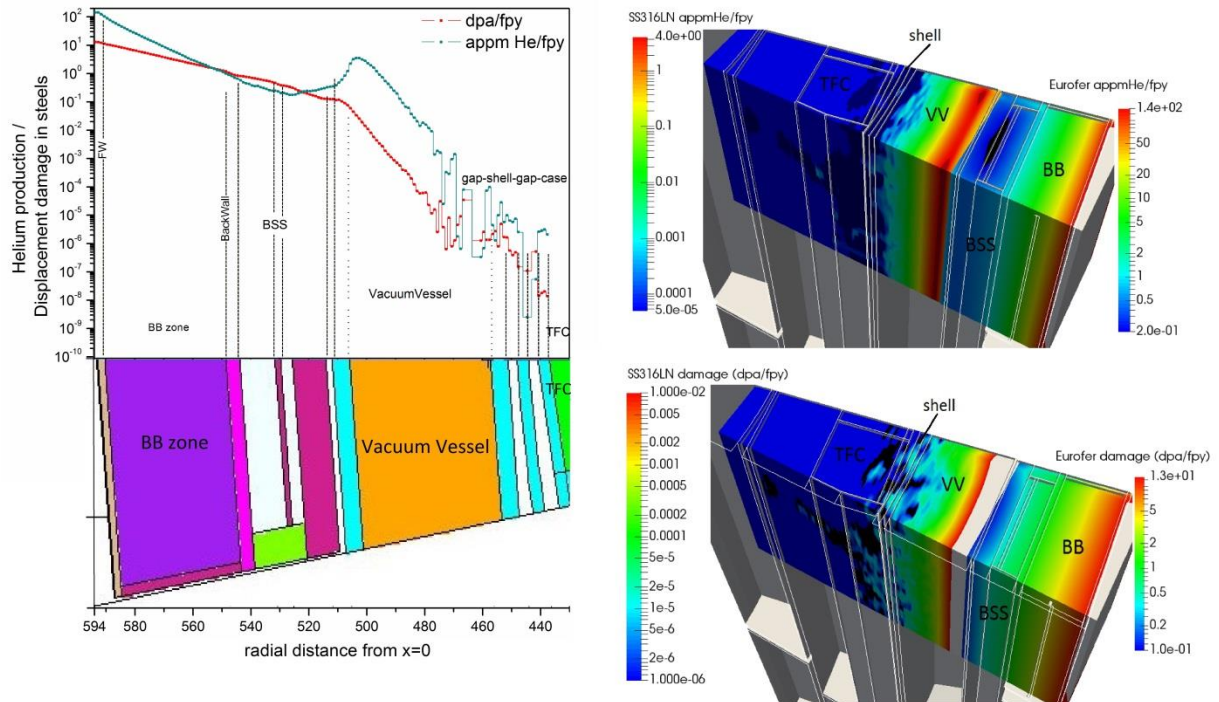 dpa/fpy
appm He/fpy
Helium production /
Displacement damage in steels
10^2
10^1
10^0
10^-1
10^-2
10^-3
10^-4
10^-5
10^-6
10^-7
10^-8
10^-9
10^-10
FW
BackWall
BSS
gap-shell-gap-case
VacuumVessel
BB zone
TFC
BB zone
Vacuum Vessel
TFC
594 580 560 540 520 500 480 460 440
radial distance from x=0
SS316LN appmHe/fpy
4.0e+00
1
0.1
0.01
0.001
0.0001
5.0e-05
shell
TFC
VV
BSS
BB
Eurofer appmHe/fpy
1.4e+02
50
20
10
5
2
1
0.5
2.0e-01
SS316LN damage (dpa/fpy)
1.000e-02
0.005
0.002
0.001
0.0005
0.0002
0.0001
5e-5
2e-5
1e-5
5e-6
2e-6
1.000e-06
shell
TFC
VV
BSS
BB
Eurofer damage (dpa/fpy)
1.3e+01
5
2
1
0.5
0.2
1.0e-01